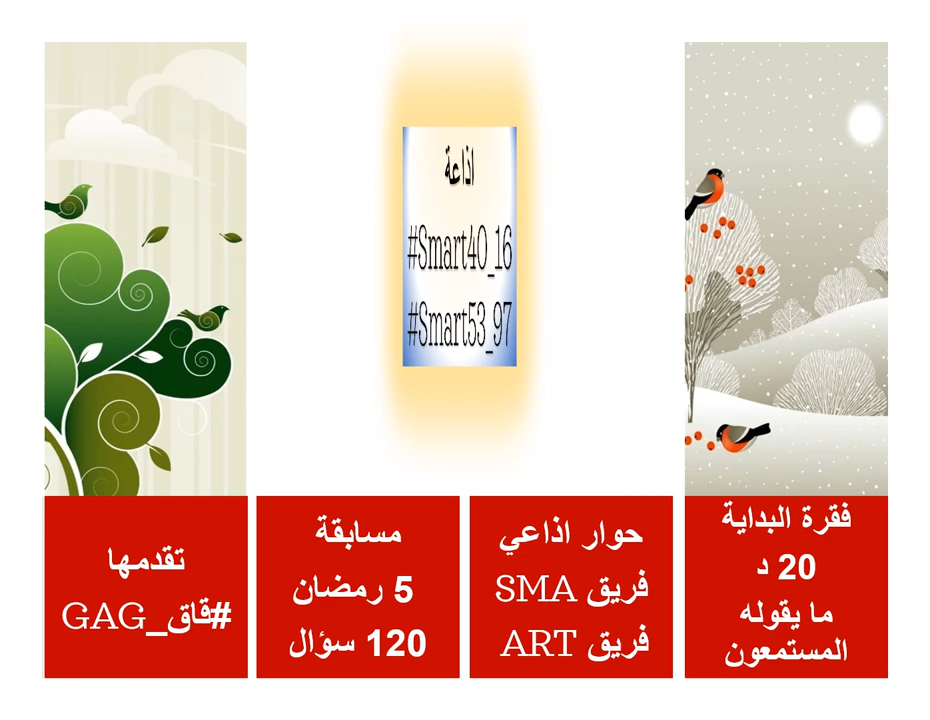 اذاعة
#Smart40_16
#Smart53_97
فقرة البداية
20 د
ما يقوله
المستمعون
حوار اذاعي
فريق SMA
فريق ART
مسابقة
5 رمضان
120 سؤال
تقدمها
#قاق_GAG